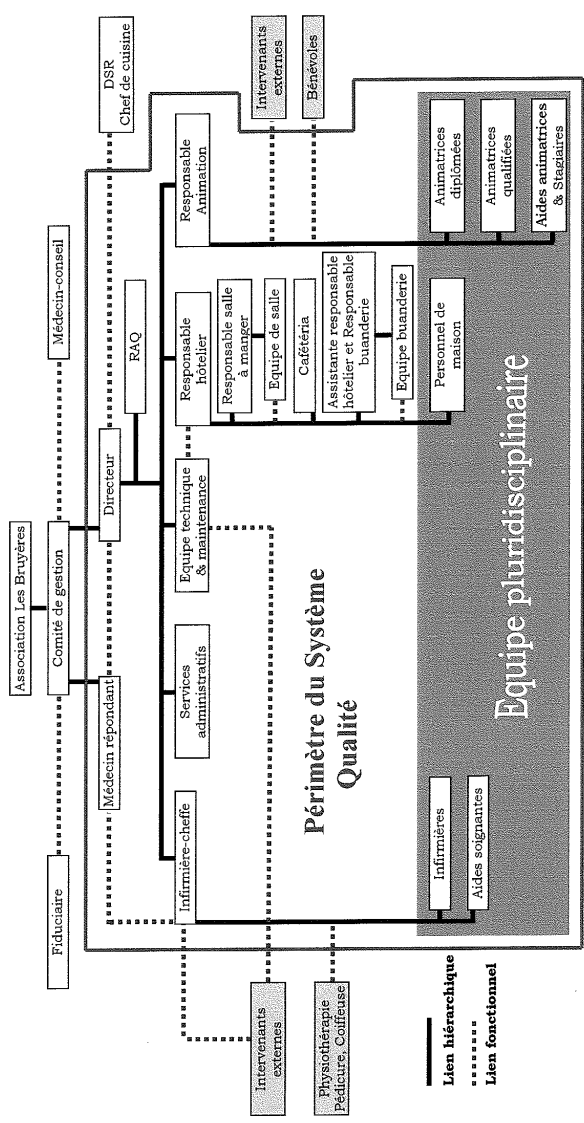 Association Les Bruyères
Fiduciaire
Comité de gestion
Médecin-conseil
Médecin répondant
Directeur
DSR
Chef de cuisine
RAQ
Infirmière-cheffe
Services
administratifs
Equipe technique
& maintenance
Responsable
hôtelier
Responsable
Animation
Intervenants
externes
Physiothérapie
Pédicure, Coiffeuse
Périmètre du Système
Qualité
Responsable salle
à manger
Equipe de salle
Cafétéria
Assistante responsable
hôtelier et Responsable
buanderie
Equipe buanderie
Intervenants
externes
Bénévoles
Infirmières
Aides soignantes
Equipe pluridisciplinaire
Personnel de
maison
Animatrices
diplômées
Animatrices
qualifiées
Aides animatrices
& Stagiaires
Lien hiérarchique
Lien fonctionnel